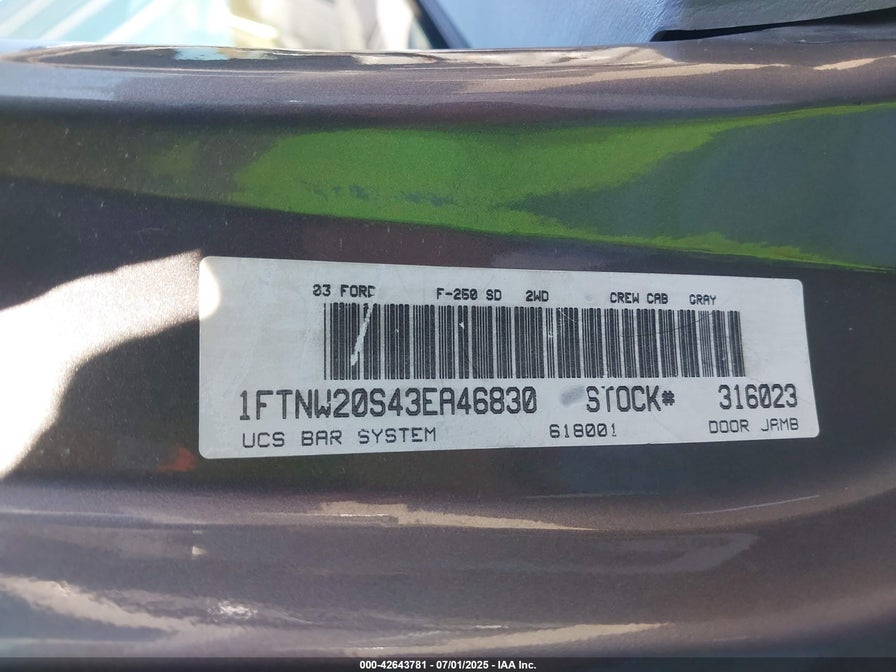 03 FORD F-250 SD 2WD CREW CAB GRAY
1FTNW20S43EA46830 STOCK# 316023
UCS BAR SYSTEM 618001 DOOR JAMB
000-42643781 - 07/01/2025 - IAA Inc.